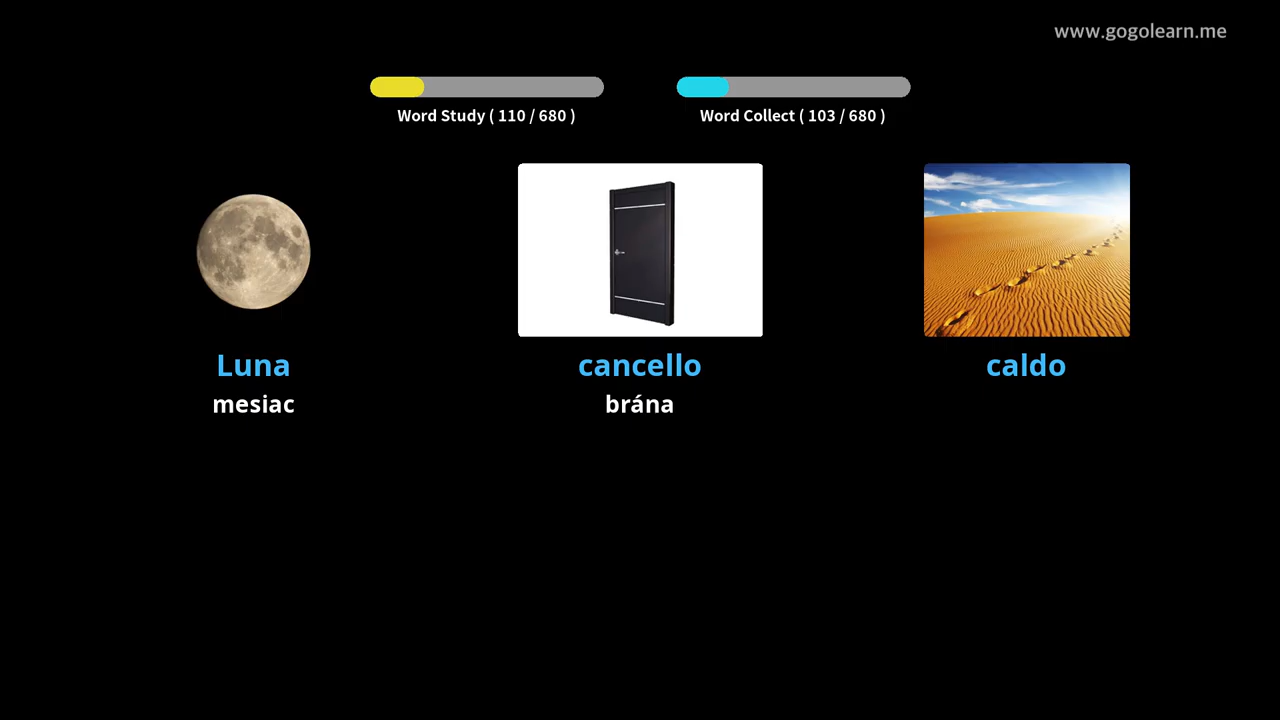 www.gogolearn.me
Word Study ( 110 / 680 )
Word Collect ( 103 / 680 )
Luna
cancello
caldo
mesiac
brána